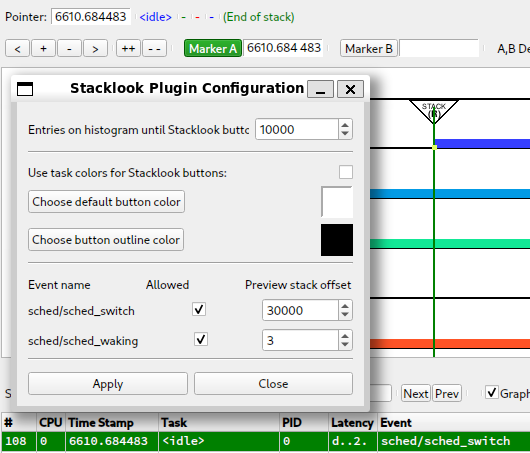 Pointer: 6610.684483 <idle> - - - (End of stack)
< + - > ++ -- Marker A 6610.684483 Marker B A,B De
Stacklook Plugin Configuration
STACK
Entries on histogram until Stacklook butto 10000
Use task colors for Stacklook buttons:
Choose default button color
Choose button outline color
Event name Allowed Preview stack offset
sched/sched_switch 30000
sched/sched_waking 3
Apply Close
S Next Prev Graph
# CPU Time Stamp Task PID Latency Event
108 0 6610.684483 <idle> 0 d..2. sched/sched_switch